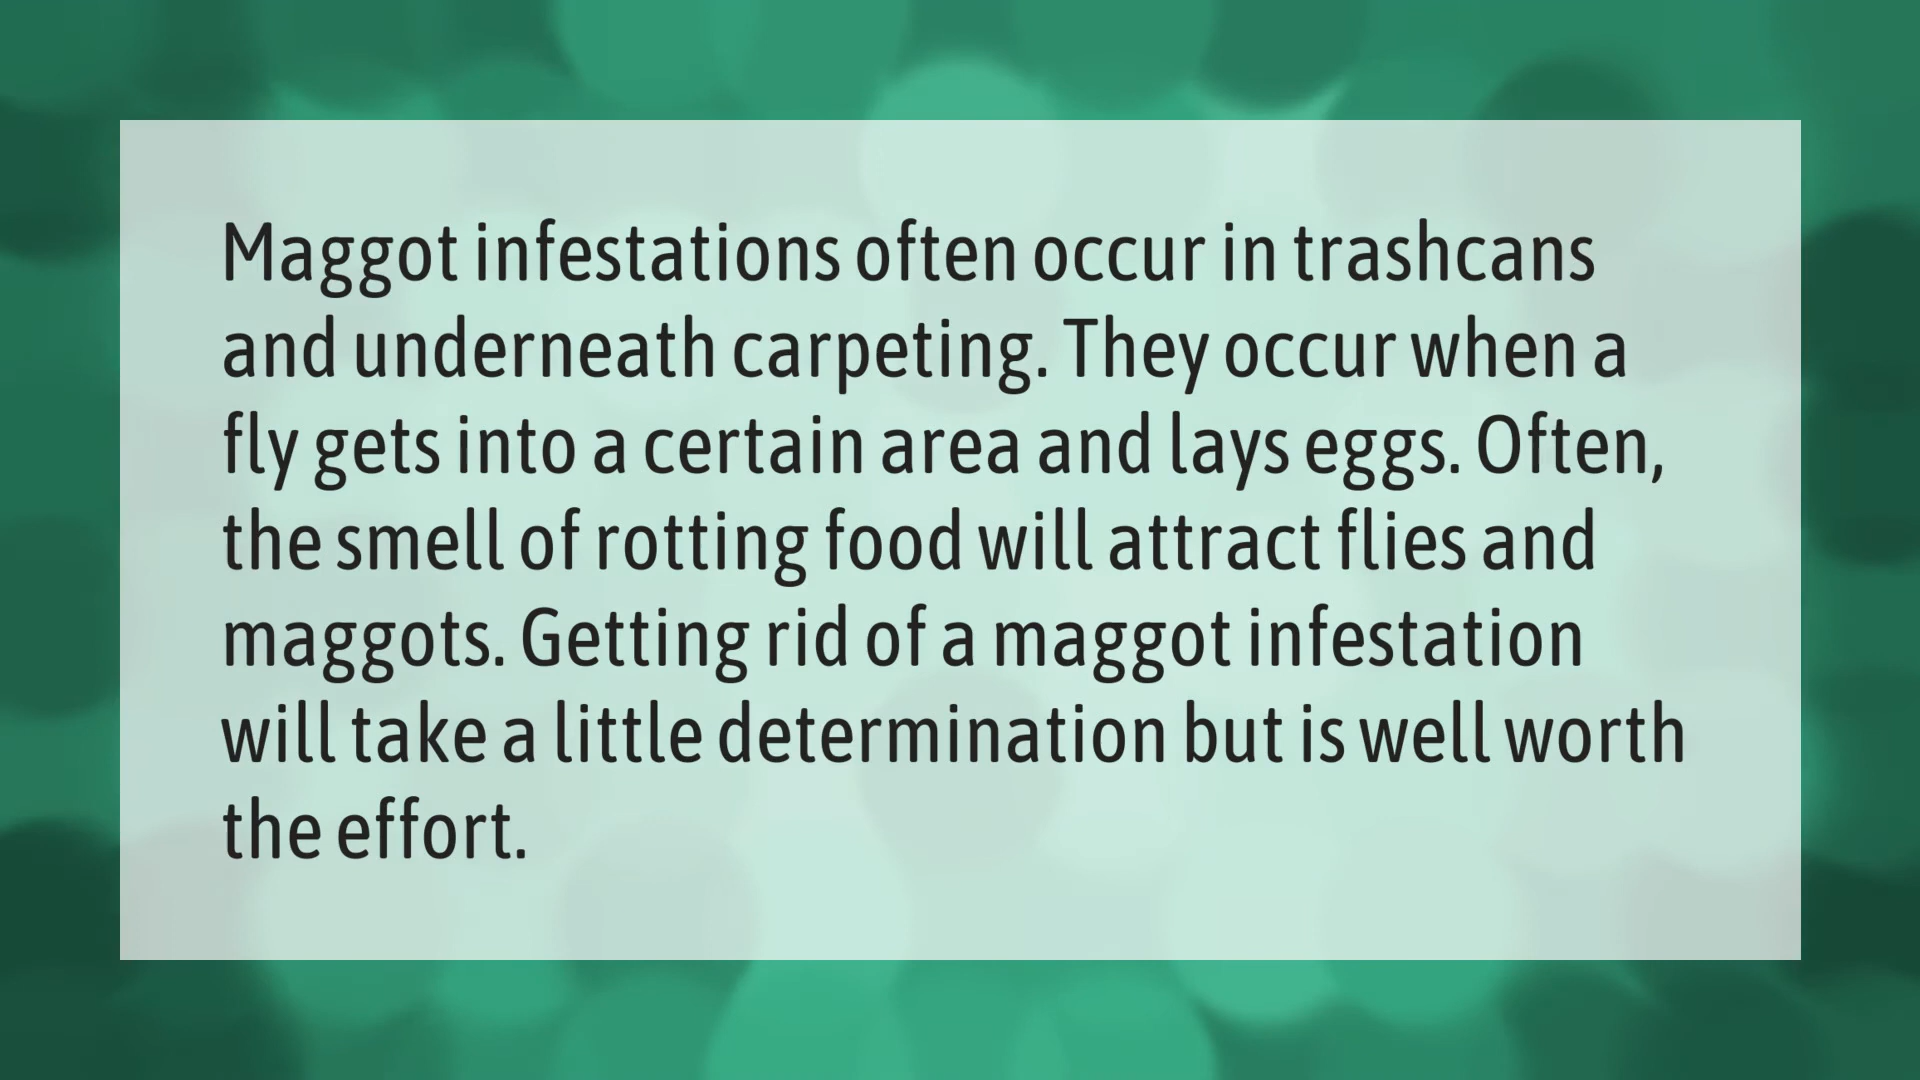 Maggot infestations often occur in trashcans
and underneath carpeting. They occur when a
fly gets into a certain area and lays eggs. Often,
the smell of rotting food will attract flies and
maggots. Getting rid of a maggot infestation
will take a little determination but is well worth
the effort.